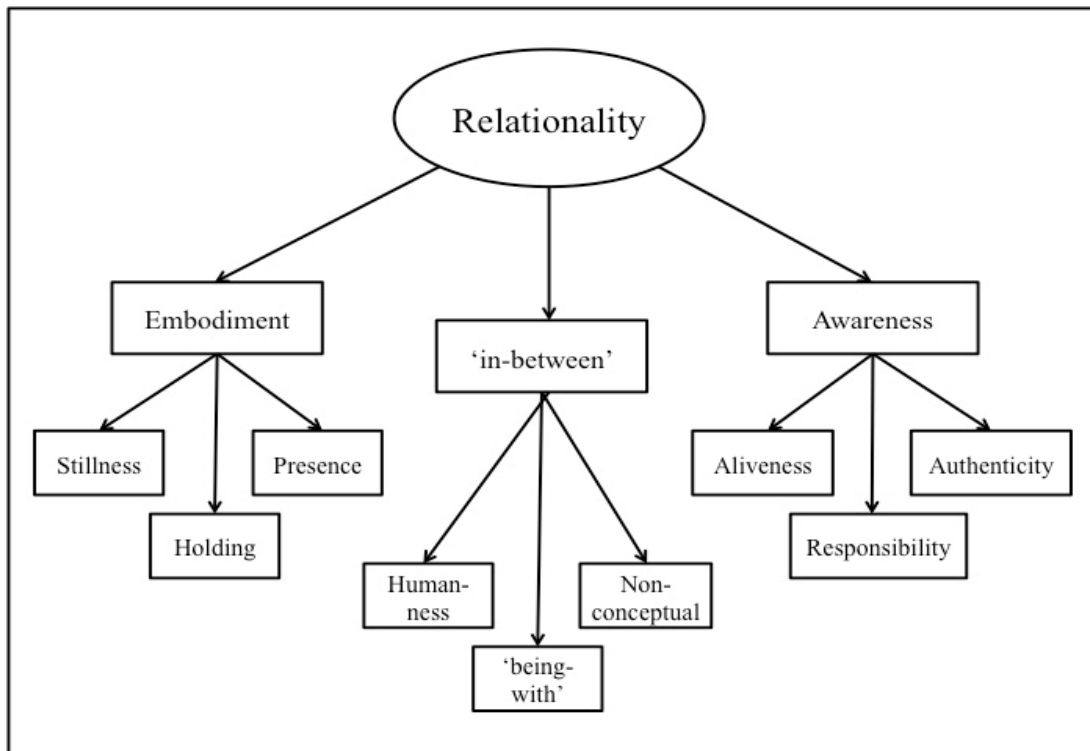 Relationality
Embodiment
‘in-between’
Awareness
Stillness
Presence
Holding
Human-
ness
Non-
conceptual
‘being-
with’
Aliveness
Authenticity
Responsibility